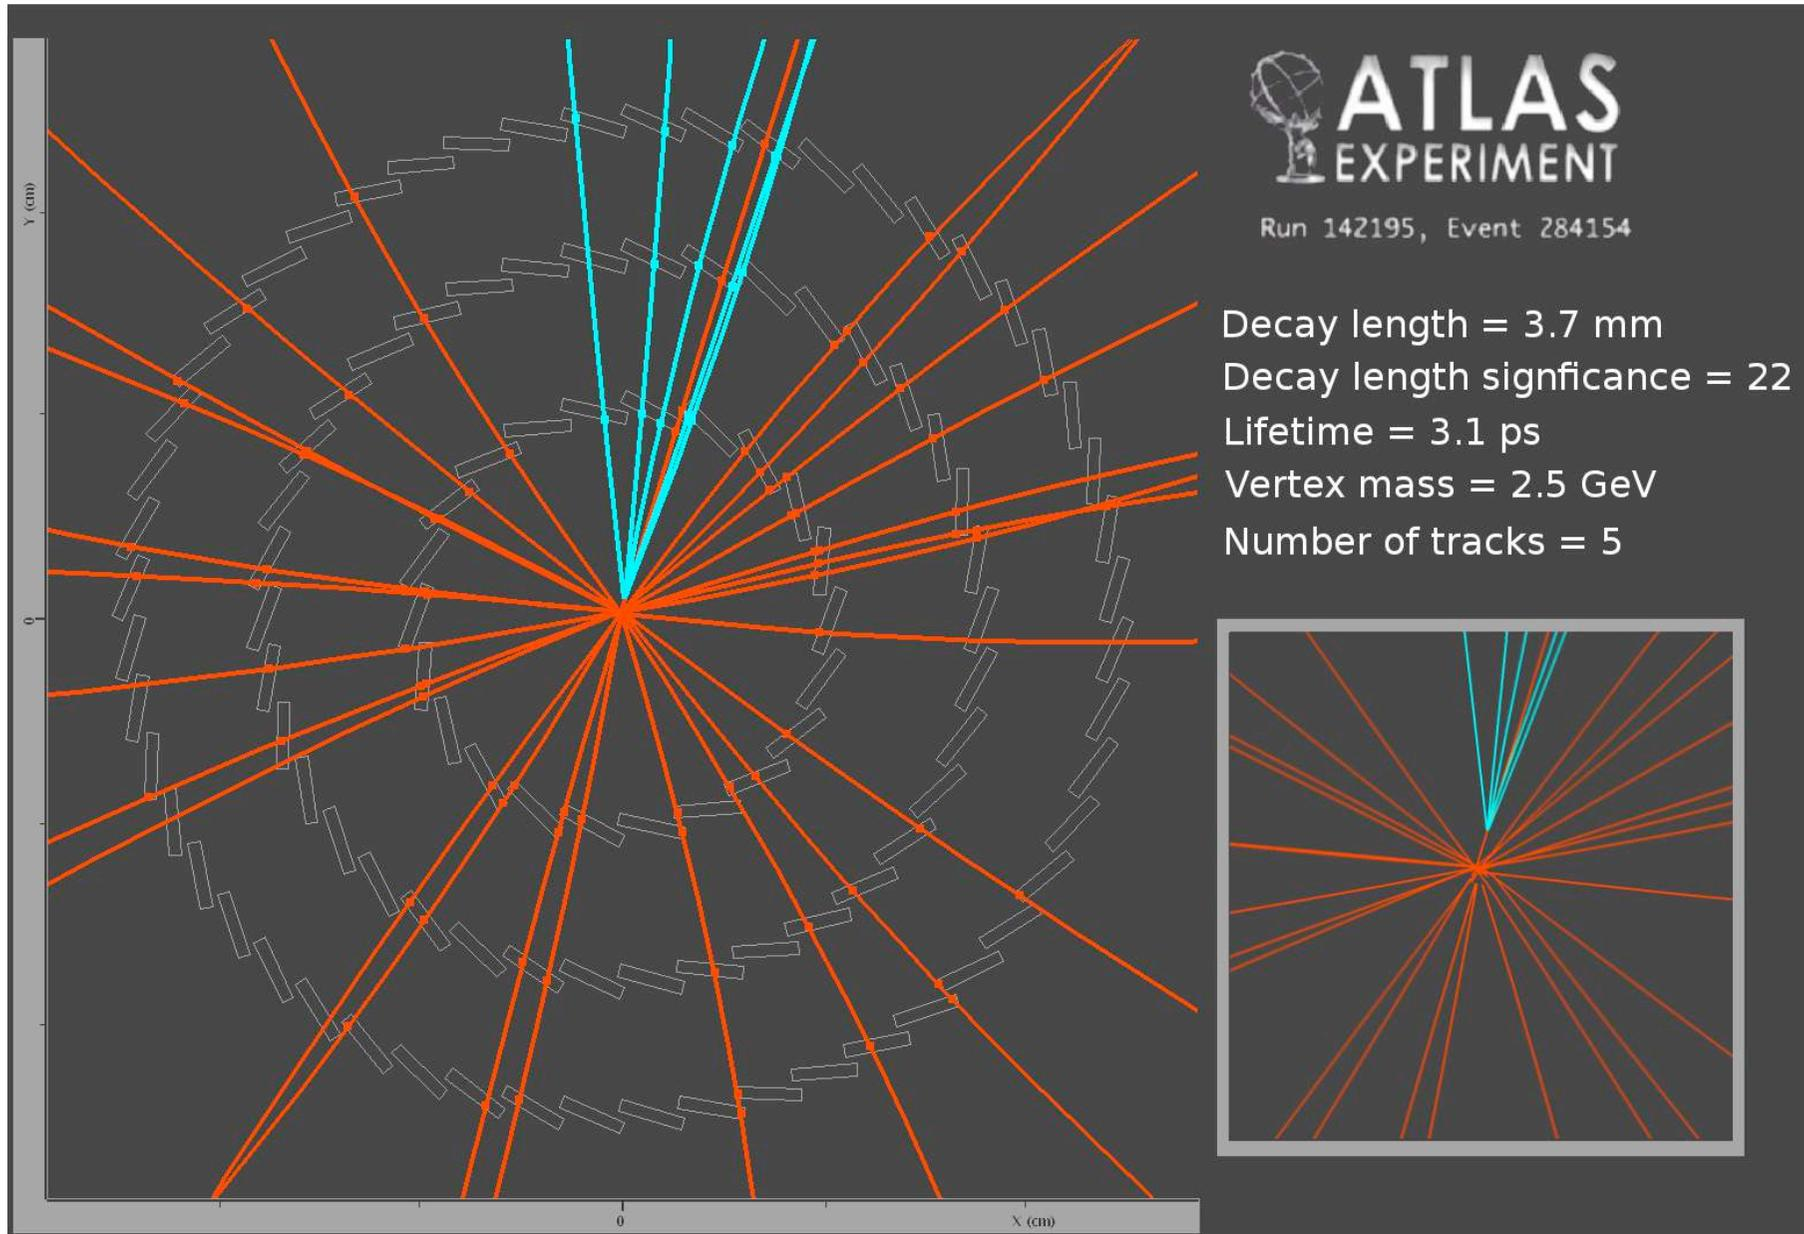 ATLAS
EXPERIMENT
Run 142195, Event 284154
Decay length = 3.7 mm
Decay length signficance = 22
Lifetime = 3.1 ps
Vertex mass = 2.5 GeV
Number of tracks = 5
Y (cm)
0
0
X (cm)